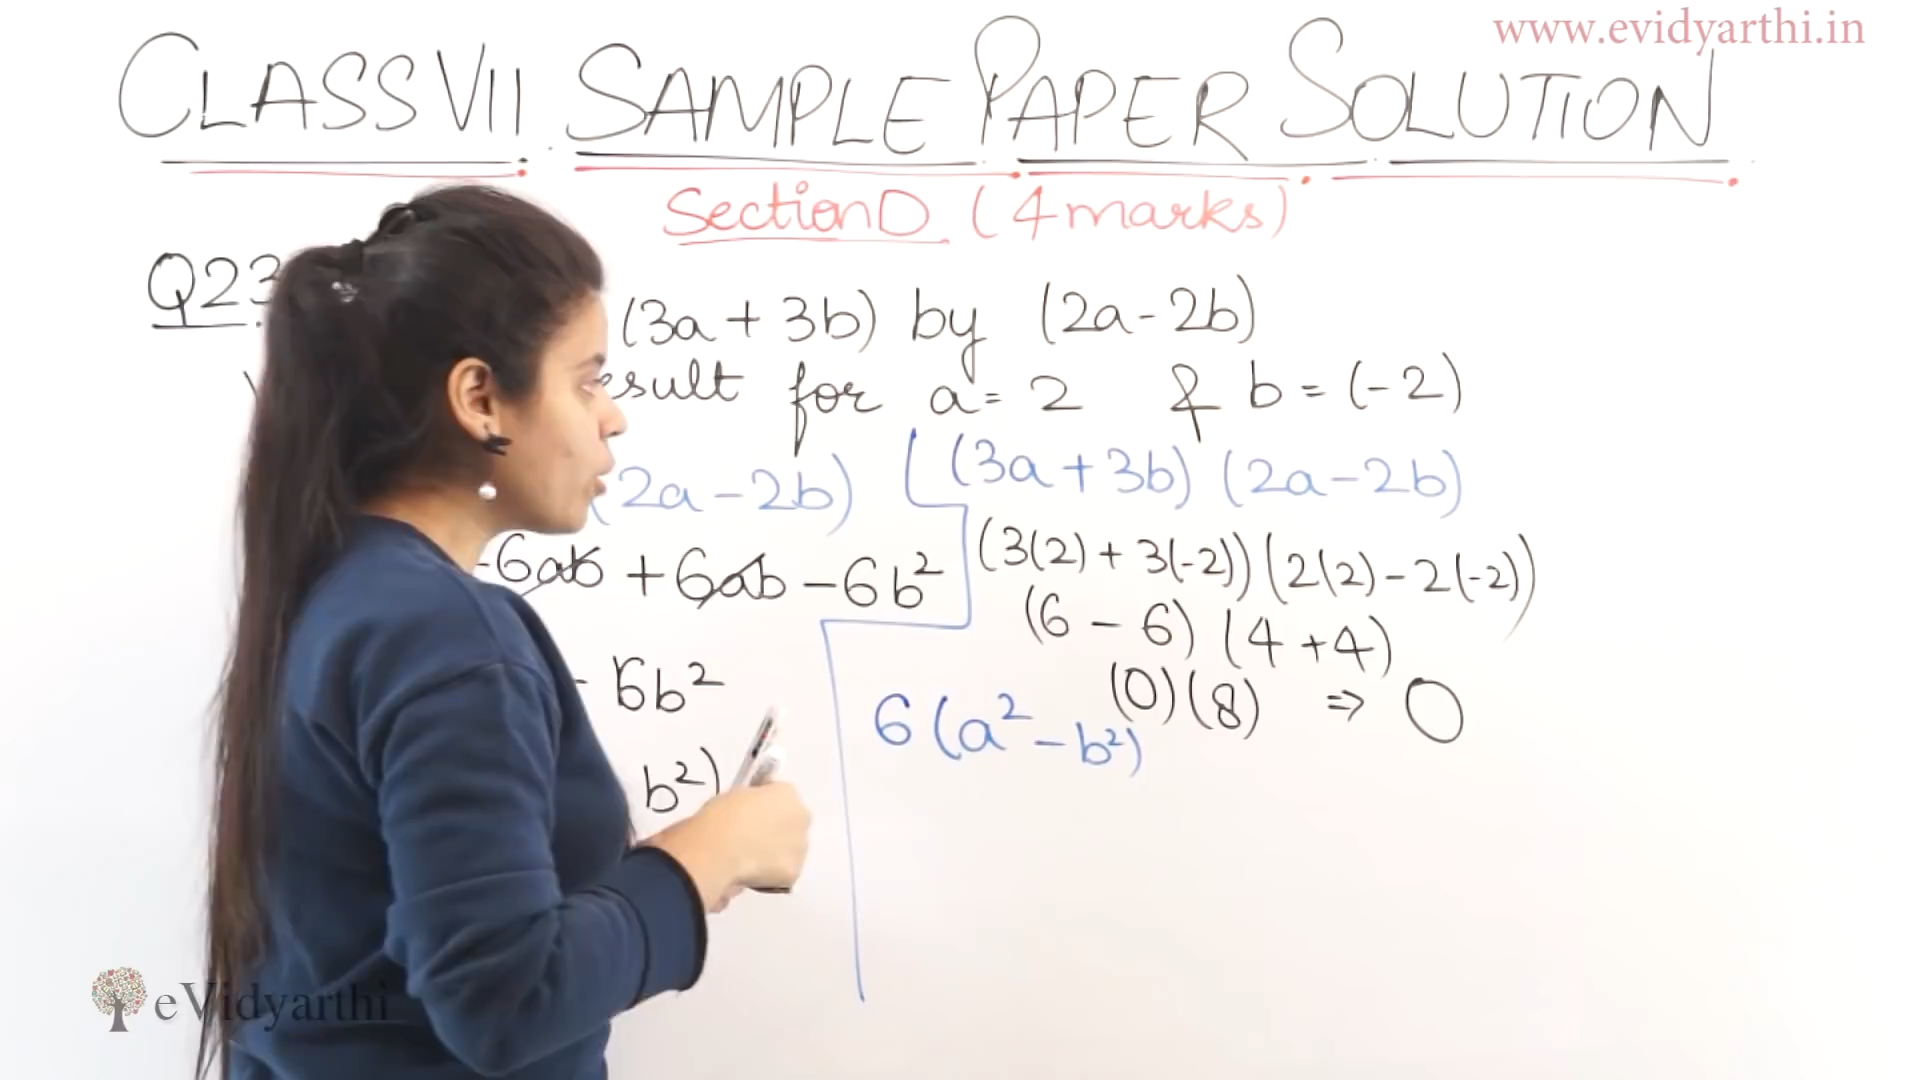 www.evidyarthi.in
CLASS VII SAMPLE PAPER SOLUTION
Section D (4 marks)
Q23
(3a + 3b) by (2a - 2b)
esult for a = 2 & b = (-2)
(2a - 2b) (3a + 3b) (2a - 2b)
-6ab + 6ab - 6b² (3(2) + 3(-2)) (2(2) - 2(-2))
(6 - 6) (4 + 4)
- 6b² (0) (8) ⇒ 0
6 (a² - b²)
b²)
eVidyarthi